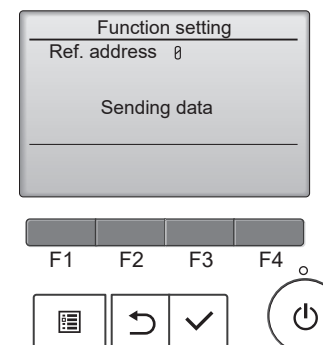 Function setting
Ref. address 0
Sending data
F1 F2 F3 F4